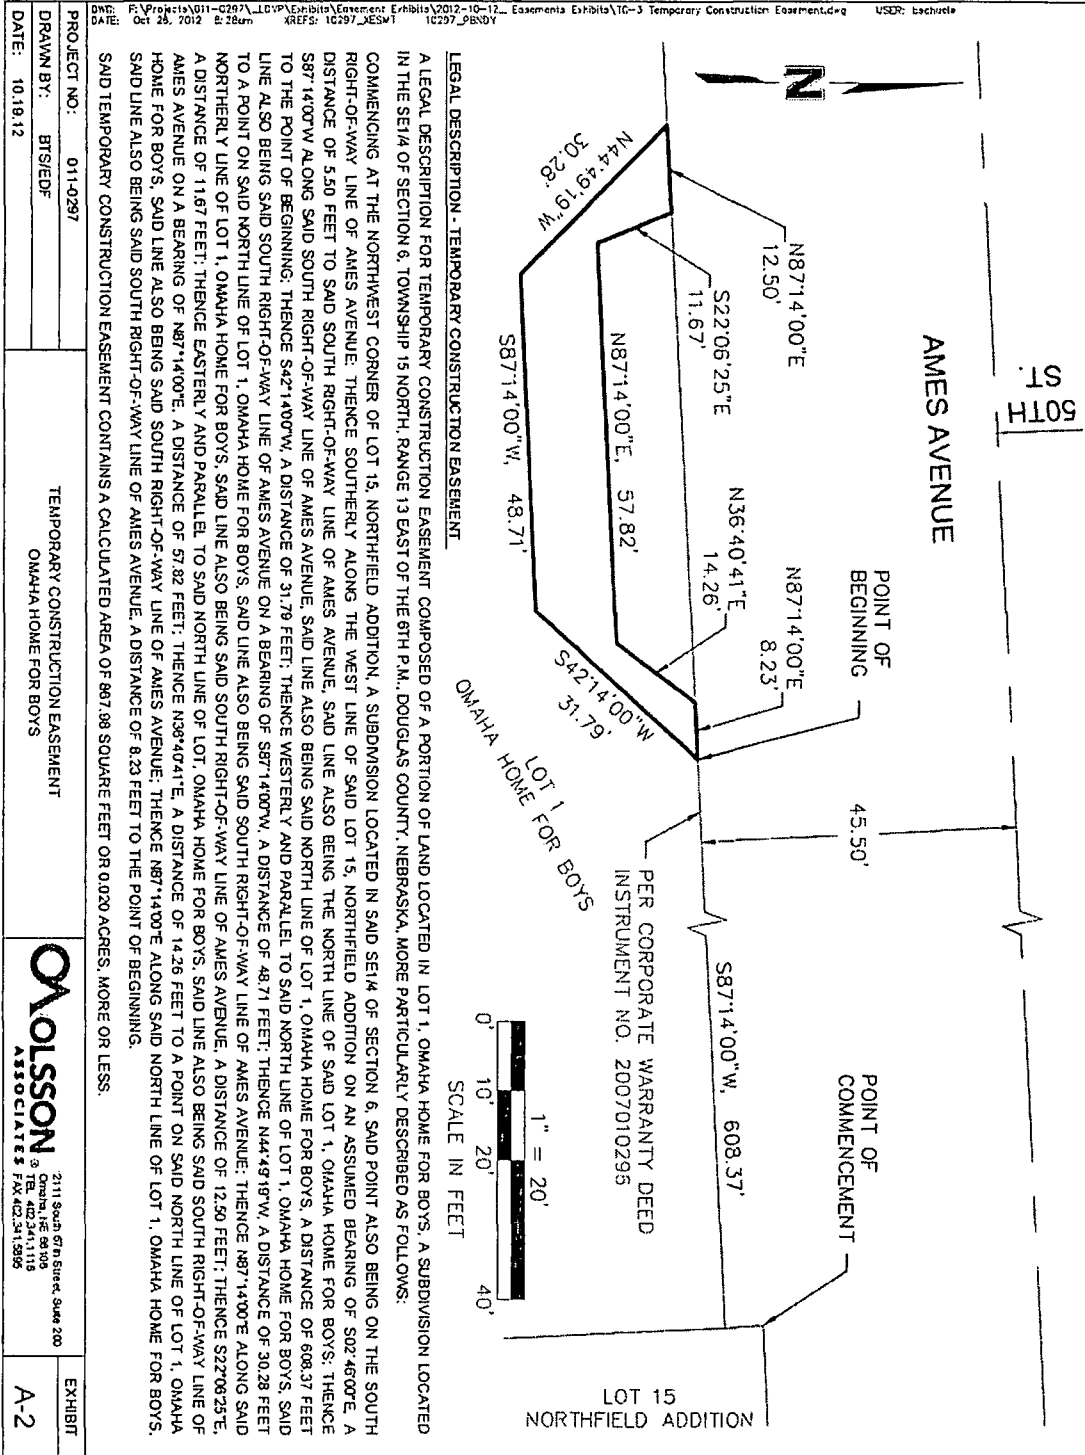 DWG: F:\Projects\011-0297\_LDVP\Exhibits\Easement Exhibits\2012-10-12_ Easements Exhibits\TC-3 Temporary Construction Easement.dwg USER: bachuele
DATE: Oct 26, 2012 8:28am XREFS: 10297_XESMT 10297_PBNDY
N
50TH
ST.
AMES AVENUE
N87°14'00"E
12.50'
S22°06'25"E
11.67'
N44°49'19"W
30.28'
N87°14'00"E, 57.82'
S87°14'00"W, 48.71'
N36°40'41"E
14.26'
N87°14'00"E
8.23'
S42°14'00"W
31.79'
POINT OF
BEGINNING
45.50'
LOT 1
OMAHA HOME FOR BOYS
PER CORPORATE WARRANTY DEED
INSTRUMENT NO. 2007010295
S87°14'00"W, 608.37'
POINT OF
COMMENCEMENT
1" = 20'
0' 10' 20' 40'
SCALE IN FEET
LOT 15
NORTHFIELD ADDITION
LEGAL DESCRIPTION - TEMPORARY CONSTRUCTION EASEMENT
A LEGAL DESCRIPTION FOR TEMPORARY CONSTRUCTION EASEMENT COMPOSED OF A PORTION OF LAND LOCATED IN LOT 1, OMAHA HOME FOR BOYS, A SUBDIVISION LOCATED
IN THE SE1/4 OF SECTION 6, TOWNSHIP 15 NORTH, RANGE 13 EAST OF THE 6TH P.M., DOUGLAS COUNTY, NEBRASKA, MORE PARTICULARLY DESCRIBED AS FOLLOWS:
COMMENCING AT THE NORTHWEST CORNER OF LOT 15, NORTHFIELD ADDITION, A SUBDIVISION LOCATED IN SAID SE1/4 OF SECTION 6, SAID POINT ALSO BEING ON THE SOUTH
RIGHT-OF-WAY LINE OF AMES AVENUE; THENCE SOUTHERLY ALONG THE WEST LINE OF SAID LOT 15, NORTHFIELD ADDITION ON AN ASSUMED BEARING OF S02°46'00"E, A
DISTANCE OF 5.50 FEET TO SAID SOUTH RIGHT-OF-WAY LINE OF AMES AVENUE, SAID LINE ALSO BEING THE NORTH LINE OF SAID LOT 1, OMAHA HOME FOR BOYS; THENCE
S87°14'00"W ALONG SAID SOUTH RIGHT-OF-WAY LINE OF AMES AVENUE, SAID LINE ALSO BEING SAID NORTH LINE OF LOT 1, OMAHA HOME FOR BOYS, A DISTANCE OF 608.37 FEET
TO THE POINT OF BEGINNING; THENCE S42°14'00"W, A DISTANCE OF 31.79 FEET; THENCE WESTERLY AND PARALLEL TO SAID NORTH LINE OF LOT 1, OMAHA HOME FOR BOYS, SAID
LINE ALSO BEING SAID SOUTH RIGHT-OF-WAY LINE OF AMES AVENUE ON A BEARING OF S87°14'00"W, A DISTANCE OF 48.71 FEET; THENCE N44°49'19"W, A DISTANCE OF 30.28 FEET
TO A POINT ON SAID NORTH LINE OF LOT 1, OMAHA HOME FOR BOYS, SAID LINE ALSO BEING SAID SOUTH RIGHT-OF-WAY LINE OF AMES AVENUE; THENCE N87°14'00"E ALONG SAID
NORTHERLY LINE OF LOT 1, OMAHA HOME FOR BOYS, SAID LINE ALSO BEING SAID SOUTH RIGHT-OF-WAY LINE OF AMES AVENUE, A DISTANCE OF 12.50 FEET; THENCE S22°06'25"E,
A DISTANCE OF 11.67 FEET; THENCE EASTERLY AND PARALLEL TO SAID NORTH LINE OF LOT, OMAHA HOME FOR BOYS, SAID LINE ALSO BEING SAID SOUTH RIGHT-OF-WAY LINE OF
AMES AVENUE ON A BEARING OF N87°14'00"E, A DISTANCE OF 57.82 FEET; THENCE N36°40'41"E, A DISTANCE OF 14.26 FEET TO A POINT ON SAID NORTH LINE OF LOT 1, OMAHA
HOME FOR BOYS, SAID LINE ALSO BEING SAID SOUTH RIGHT-OF-WAY LINE OF AMES AVENUE; THENCE N87°14'00"E ALONG SAID NORTH LINE OF LOT 1, OMAHA HOME FOR BOYS,
SAID LINE ALSO BEING SAID SOUTH RIGHT-OF-WAY LINE OF AMES AVENUE, A DISTANCE OF 8.23 FEET TO THE POINT OF BEGINNING.
SAID TEMPORARY CONSTRUCTION EASEMENT CONTAINS A CALCULATED AREA OF 867.98 SQUARE FEET OR 0.020 ACRES, MORE OR LESS.
PROJECT NO: 011-0297
DRAWN BY: BTS/EDF
DATE: 10.19.12
TEMPORARY CONSTRUCTION EASEMENT
OMAHA HOME FOR BOYS
OLSSON ®
ASSOCIATES
2111 South 67th Street, Suite 200
Omaha, NE 68106
TEL 402.341.1116
FAX 402.341.5895
EXHIBIT
A-2